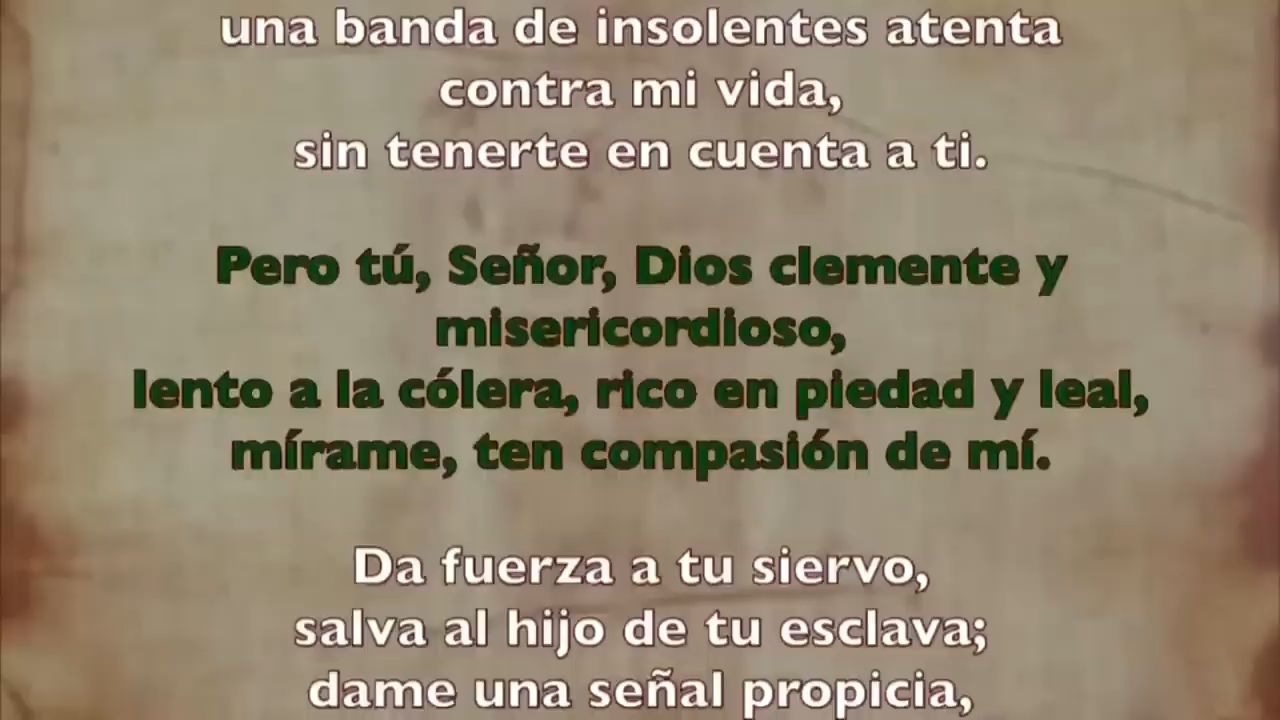 una banda de insolentes atenta
contra mi vida,
sin tenerte en cuenta a ti.
Pero tú, Señor, Dios clemente y
misericordioso,
lento a la cólera, rico en piedad y leal,
mírame, ten compasión de mí.
Da fuerza a tu siervo,
salva al hijo de tu esclava;
dame una señal propicia,